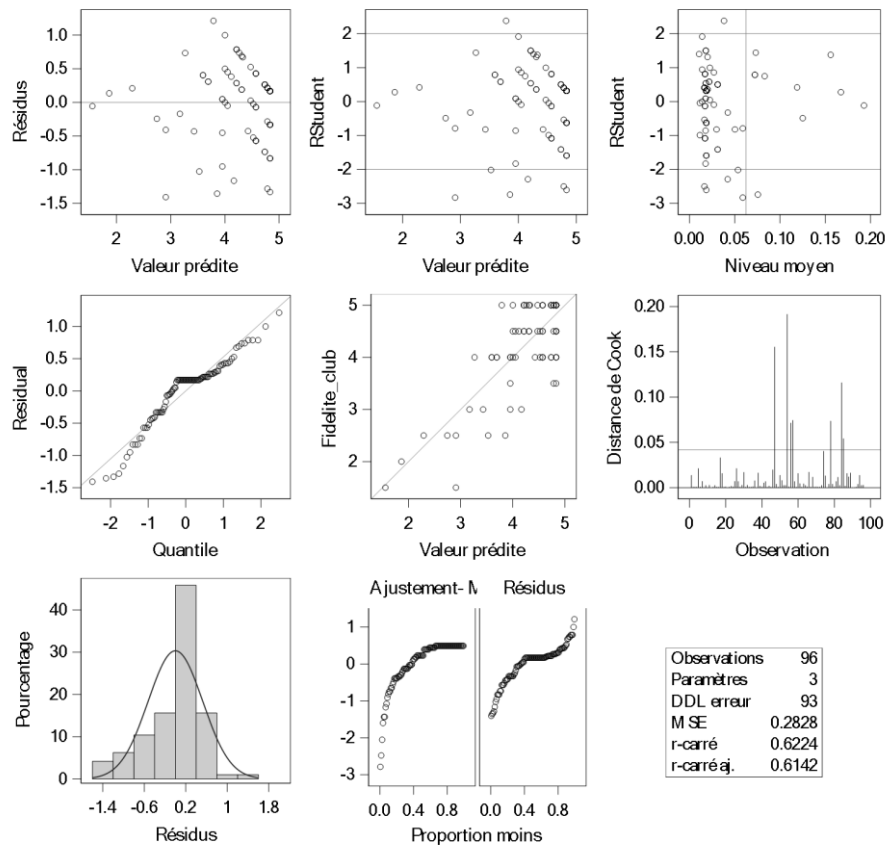 Résidus
1.0
0.5
0.0
-0.5
-1.0
-1.5
2 3 4 5
Valeur prédite
RStudent
2
1
0
-1
-2
-3
2 3 4 5
Valeur prédite
RStudent
2
1
0
-1
-2
-3
0.00 0.05 0.10 0.15 0.20
Niveau moyen
Residual
1.0
0.5
0.0
-0.5
-1.0
-1.5
-2 -1 0 1 2
Quantile
Fidelite_club
5
4
3
2
2 3 4 5
Valeur prédite
Distance de Cook
0.20
0.15
0.10
0.05
0.00
0 20 40 60 80 100
Observation
Pourcentage
40
30
20
10
0
-1.4 -0.6 0.2 1 1.8
Résidus
Ajustement- M
Résidus
1
0
-1
-2
-3
0.0 0.4 0.8 0.0 0.4 0.8
Proportion moins
Observations 96
Paramètres 3
DDL erreur 93
MSE 0.2828
r-carré 0.6224
r-carré aj. 0.6142